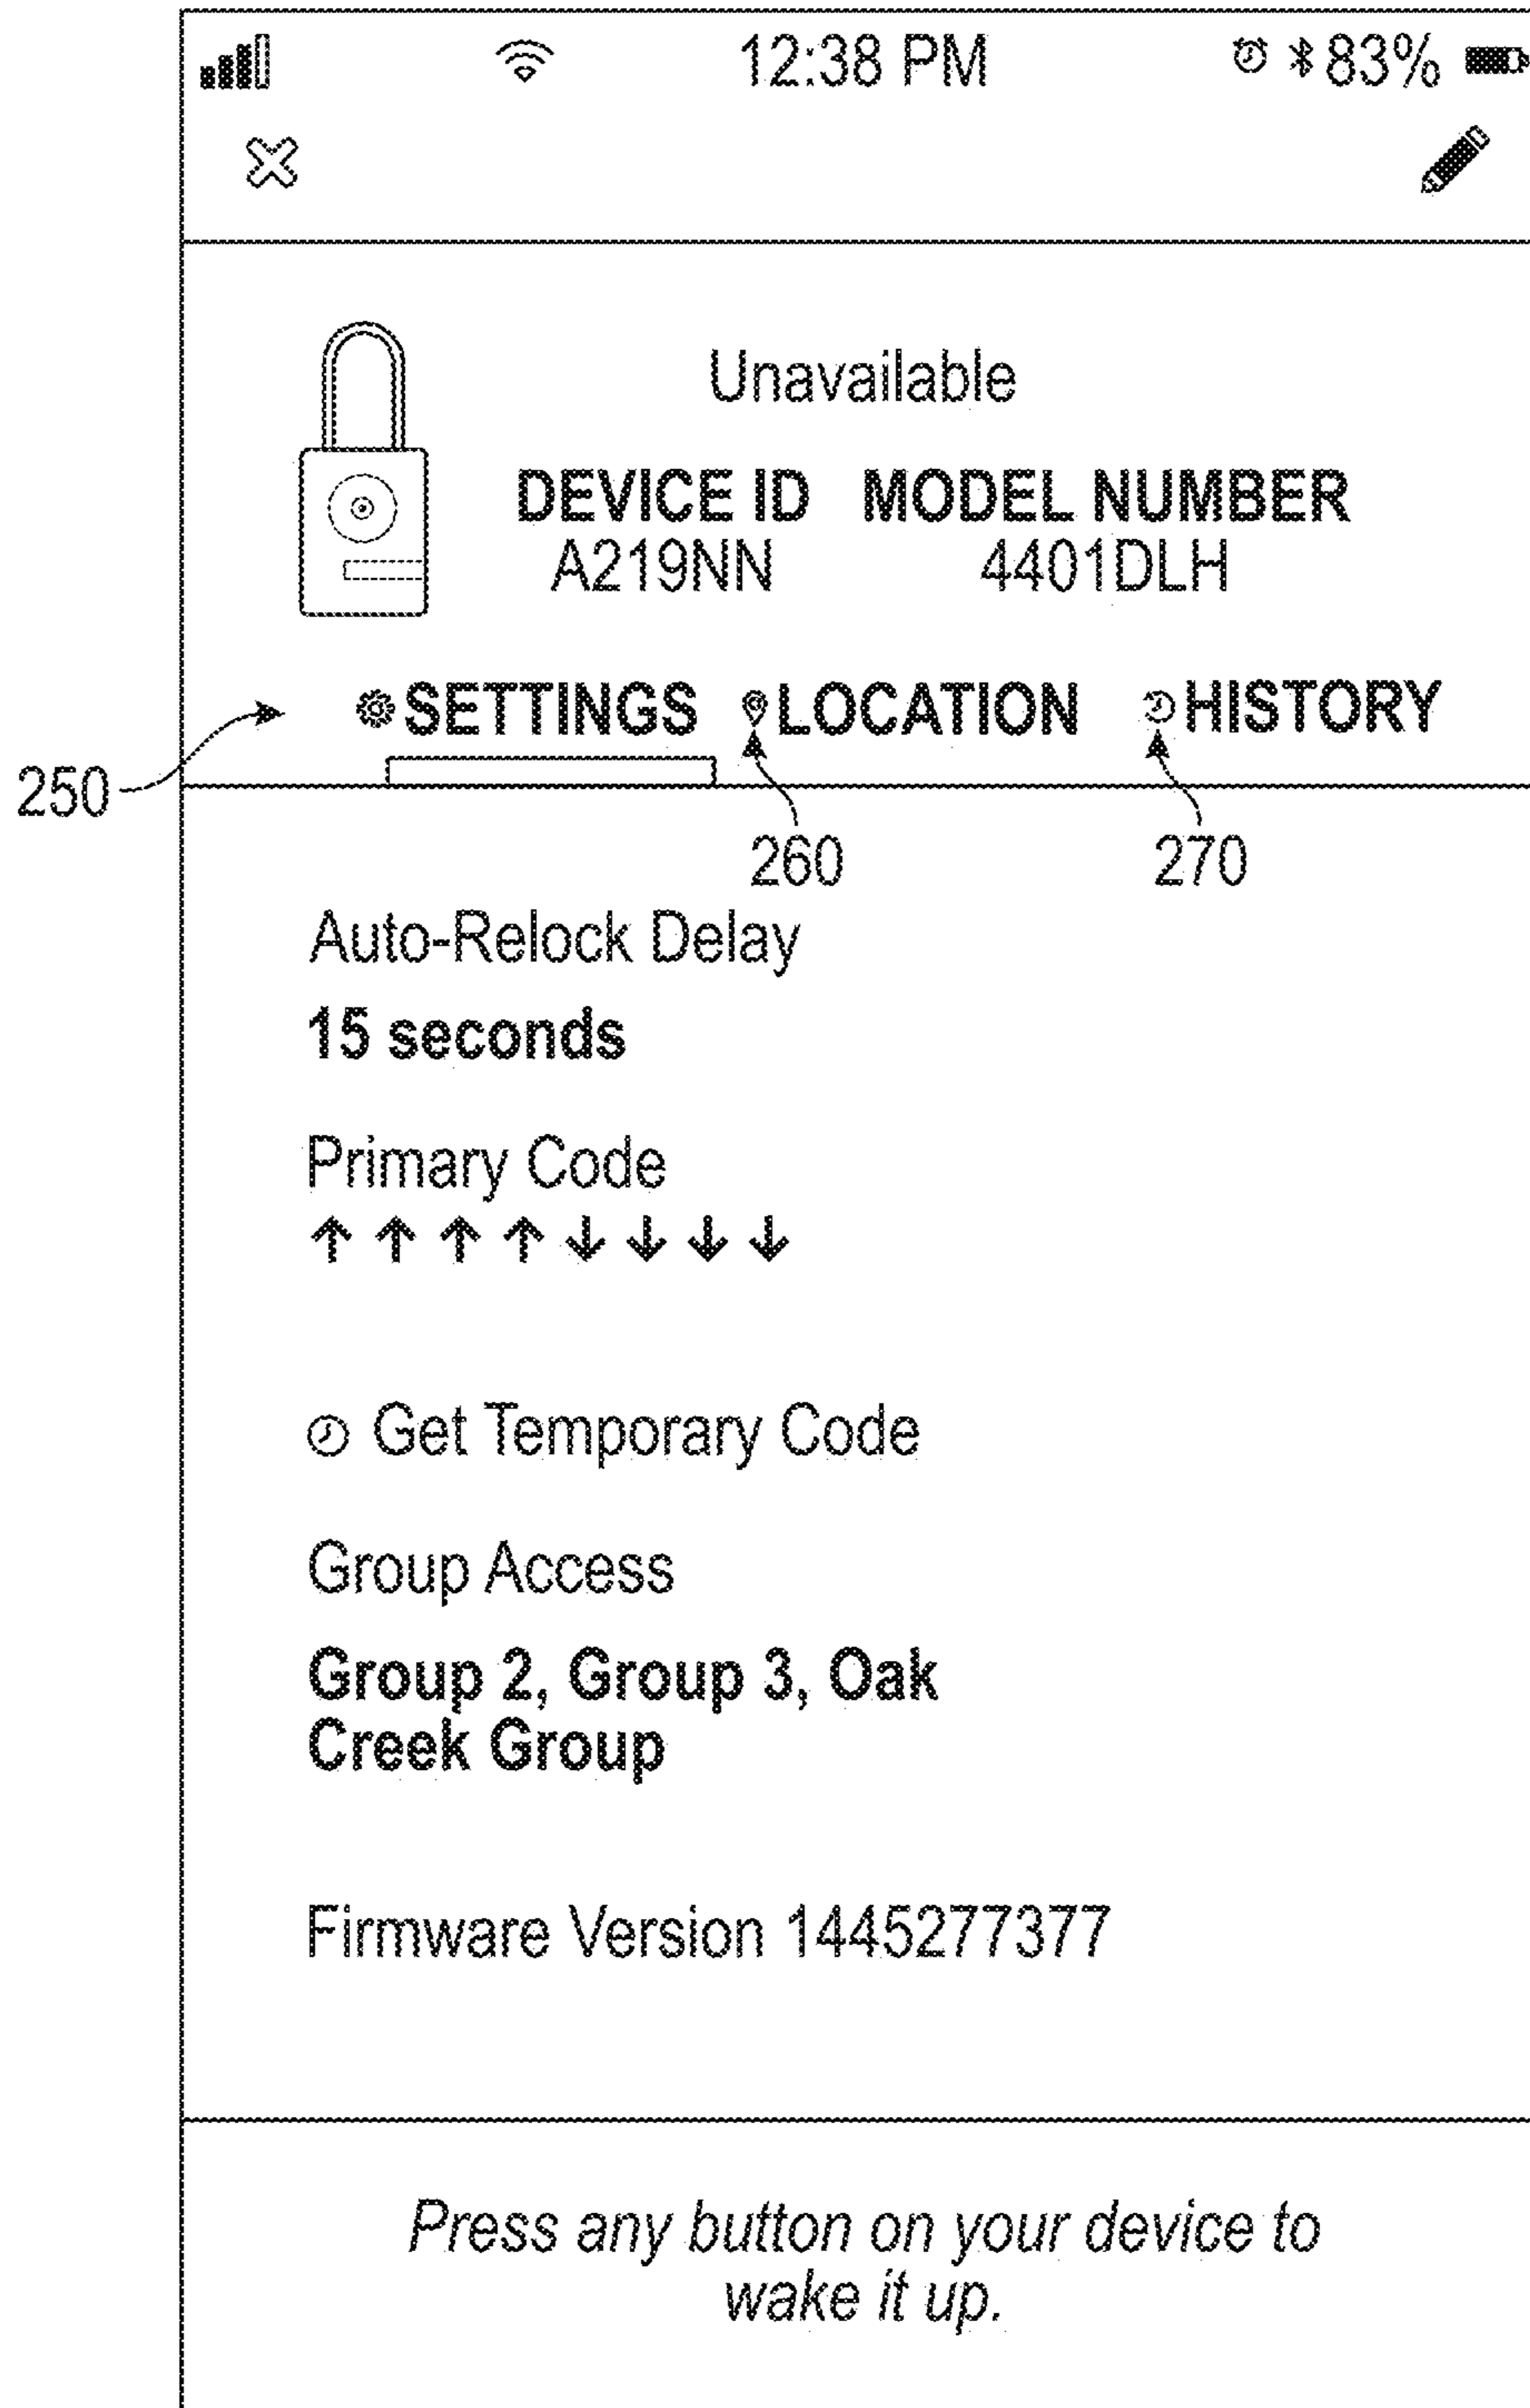 12:38 PM 83%
Unavailable
DEVICE ID MODEL NUMBER
A219NN 4401DLH
SETTINGS LOCATION HISTORY
250
260 270
Auto-Relock Delay
15 seconds
Primary Code
↑ ↑ ↑ ↑ ↓ ↓ ↓ ↓
Get Temporary Code
Group Access
Group 2, Group 3, Oak
Creek Group
Firmware Version 1445277377
Press any button on your device to
wake it up.